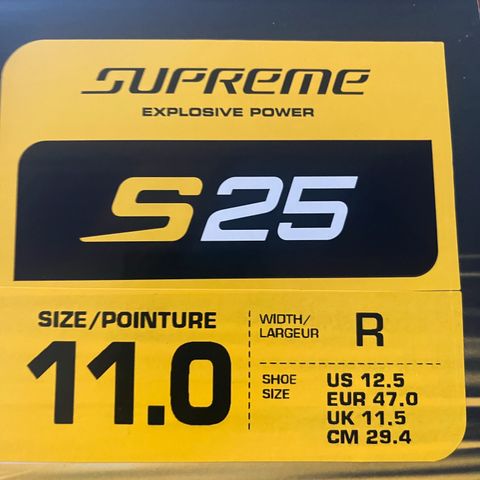 SUPREME
EXPLOSIVE POWER
S25
SIZE/POINTURE
11.0
WIDTH/
LARGEUR
R
SHOE
SIZE
US 12.5
EUR 47.0
UK 11.5
CM 29.4